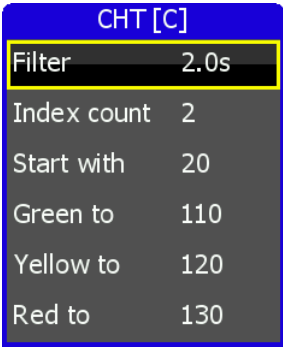 CHT [C]
Filter 2.0s
Index count 2
Start with 20
Green to 110
Yellow to 120
Red to 130